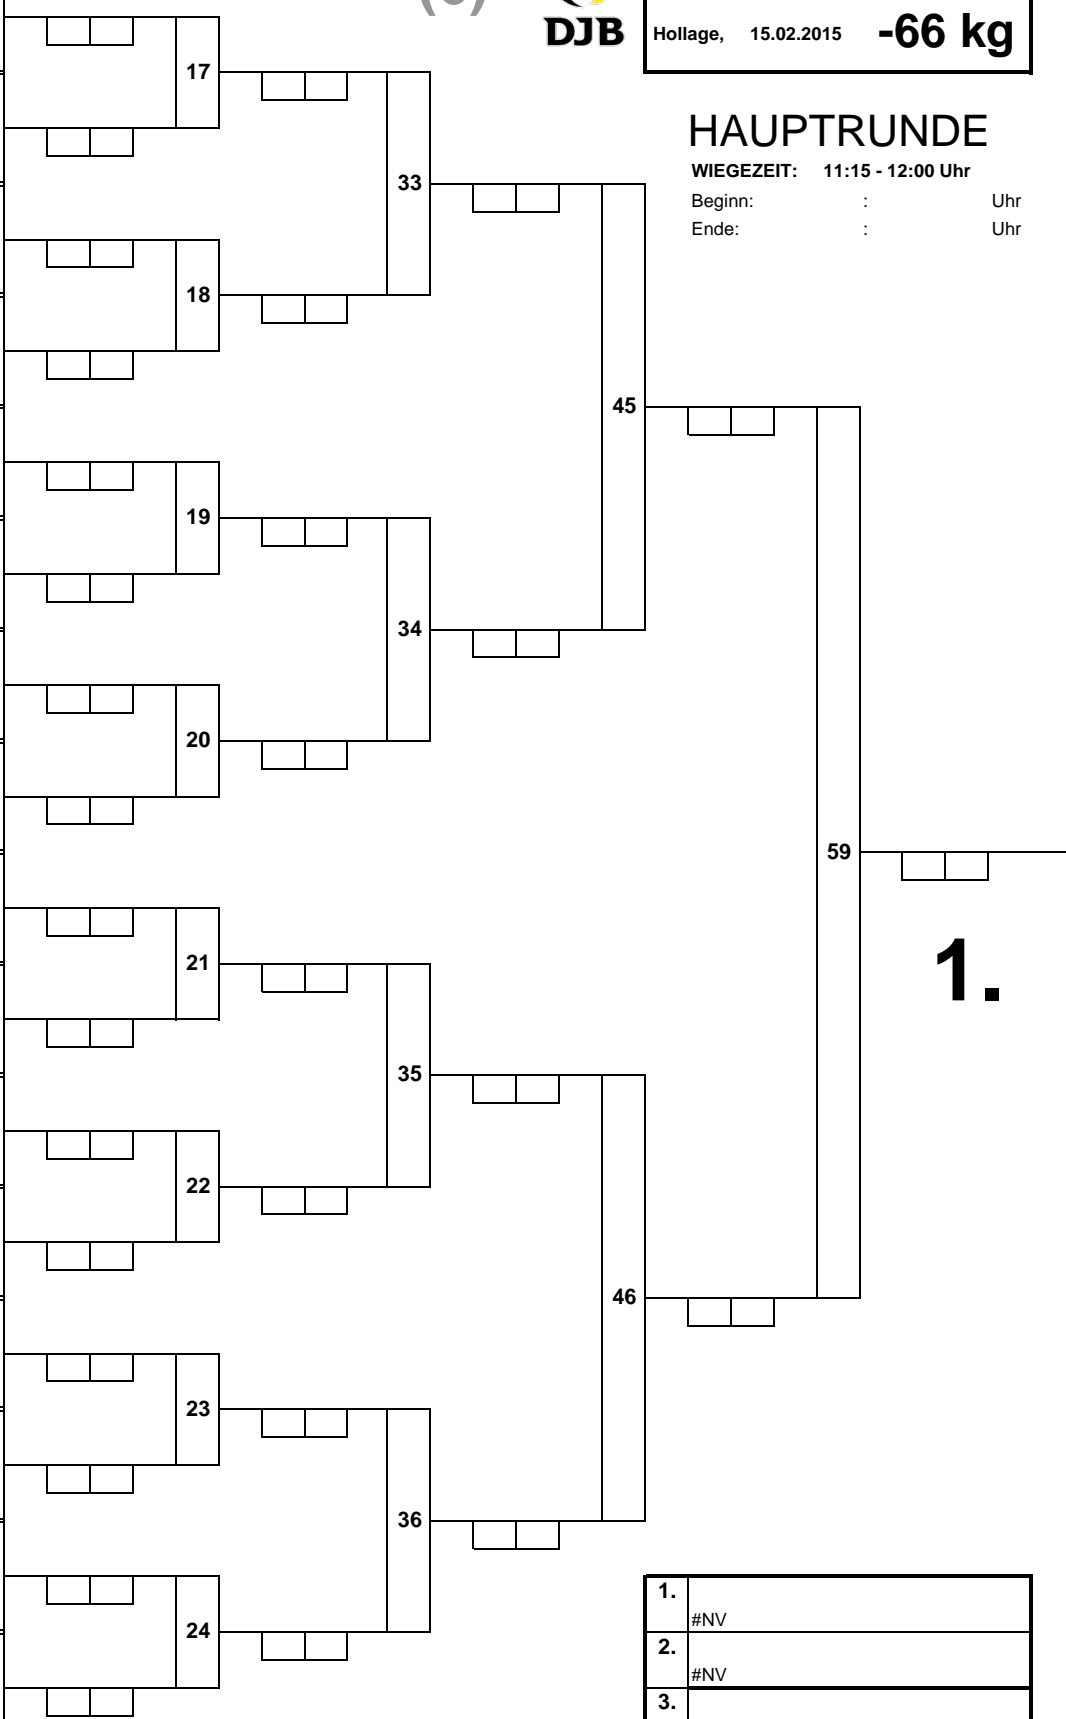 DJB
Hollage, 15.02.2015 -66 kg
HAUPTRUNDE
WIEGEZEIT: 11:15 - 12:00 Uhr
Beginn: : Uhr
Ende: : Uhr
17
33
18
45
19
34
20
59
21
1.
35
22
46
23
36
24
1.
#NV
2.
#NV
3.